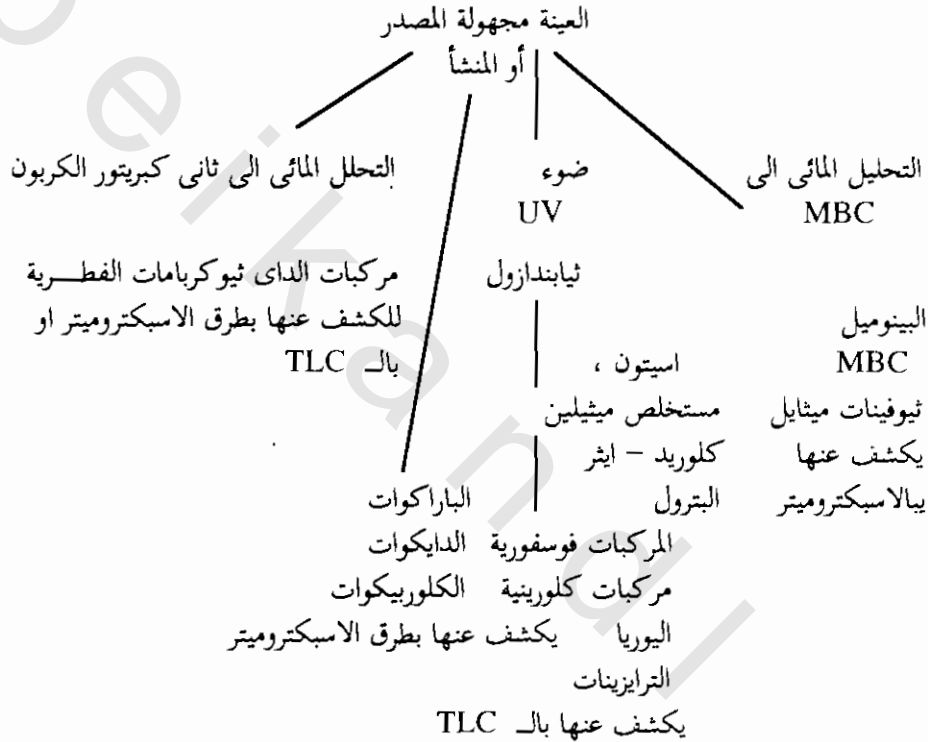 العينة مجهولة المصدر
أو المنشأ
التحليل المائى الى
MBC
ضوء
UV
التحلل المائى الى ثانى كبريتور الكربون
ثيابندازول
مركبات الداى ثيوكربامات الفطرية
للكشف عنها بطرق الاسبكتروميتر او
بالـ TLC
البينوميل
MBC
ثيوفينات ميثايل
يكشف عنها
يبالاسبكتروميتر
اسيتون ،
مستخلص ميثيلين
كلوريد – ايثر
البترول
المركبات فوسفورية
مركبات كلورينية
اليوريا
الترايزينات
يكشف عنها بالـ TLC
الباراكوات
الدايكوات
الكلوربيكوات
يكشف عنها بطرق الاسبكتروميتر
beikandl